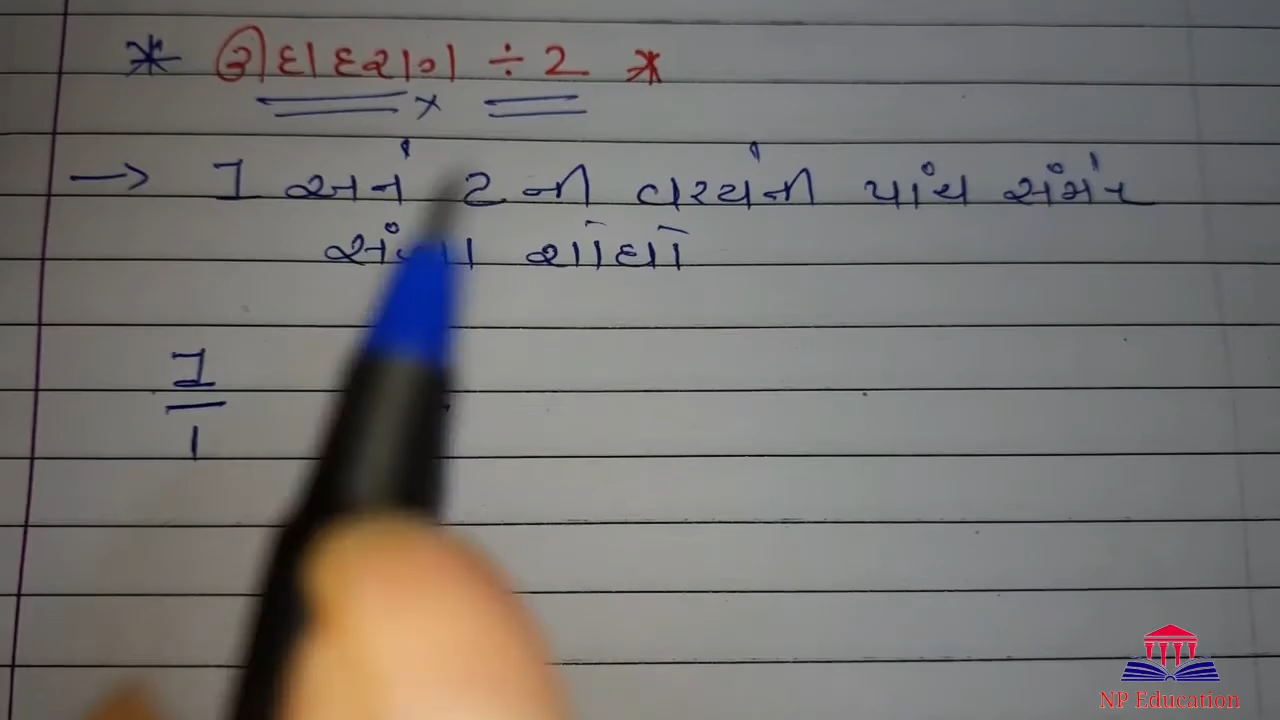 * ઉદાહરણ ÷ 2 *
→ 1 અને 2 ની વચ્ચેની પાંચ સંમેય
શોધો
1
1
NP Education